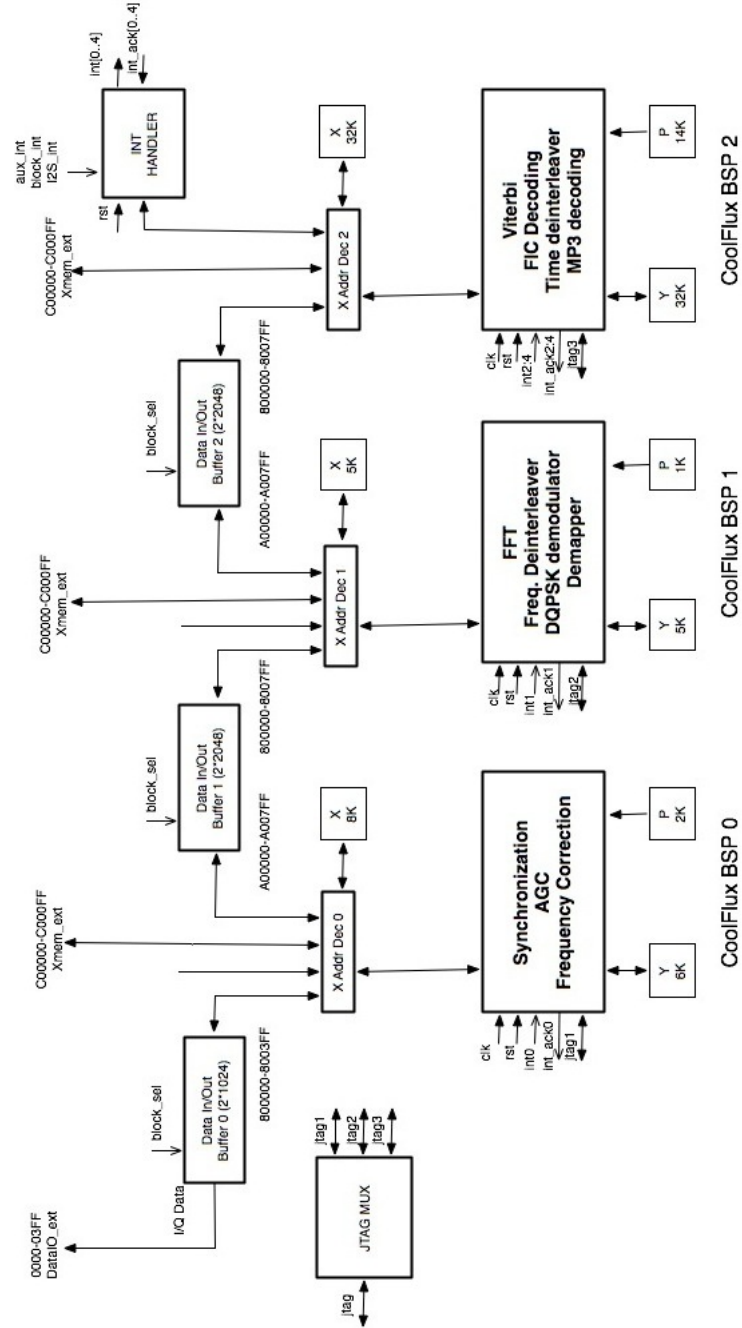 0000-03FF
DataIO_ext
I/Q Data
block_sel
Data In/Out
Buffer 0 (2*1024)
800000-8003FF
C00000-C000FF
Xmem_ext
X Addr Dec 0
X
8K
A00000-A007FF
block_sel
Data In/Out
Buffer 1 (2*2048)
800000-8007FF
C00000-C000FF
Xmem_ext
X Addr Dec 1
X
5K
A00000-A007FF
block_sel
Data In/Out
Buffer 2 (2*2048)
800000-8007FF
C00000-C000FF
Xmem_ext
X Addr Dec 2
X
32K
aux_int
block_int
I2S_int
rst
INT
HANDLER
int[0..4]
int_ack[0..4]
jtag
JTAG MUX
jtag1
jtag2
jtag3
clk
rst
int0
int_ack0
jtag1
Synchronization
AGC
Frequency Correction
Y
6K
P
2K
CoolFlux BSP 0
clk
rst
int1
int_ack1
jtag2
FFT
Freq. Deinterleaver
DQPSK demodulator
Demapper
Y
5K
P
1K
CoolFlux BSP 1
clk
rst
int2:4
int_ack2:4
jtag3
Viterbi
FIC Decoding
Time deinterleaver
MP3 decoding
Y
32K
P
14K
CoolFlux BSP 2